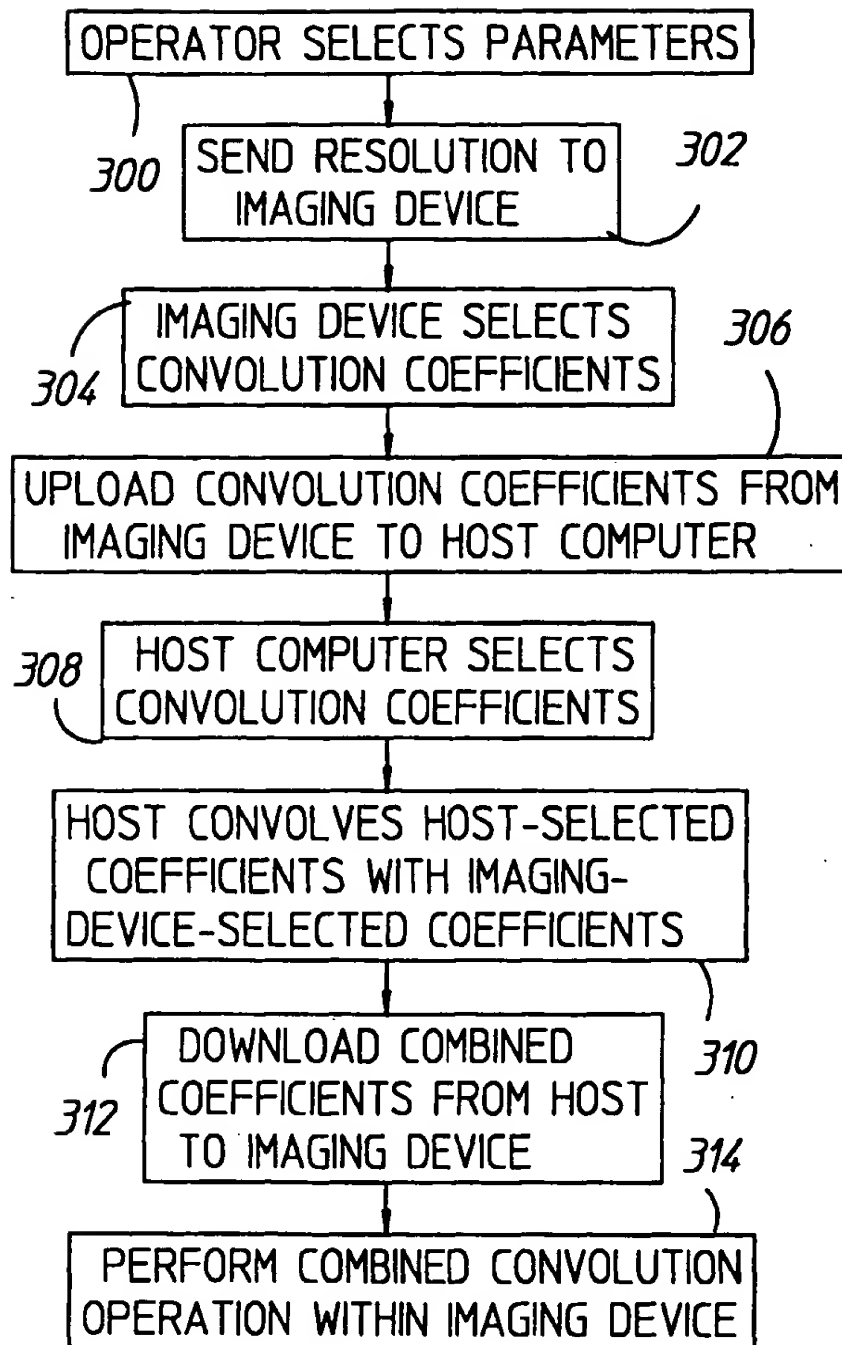 OPERATOR SELECTS PARAMETERS
300
SEND RESOLUTION TO
IMAGING DEVICE
302
IMAGING DEVICE SELECTS
CONVOLUTION COEFFICIENTS
304
306
UPLOAD CONVOLUTION COEFFICIENTS FROM
IMAGING DEVICE TO HOST COMPUTER
308
HOST COMPUTER SELECTS
CONVOLUTION COEFFICIENTS
HOST CONVOLVES HOST-SELECTED
COEFFICIENTS WITH IMAGING-
DEVICE-SELECTED COEFFICIENTS
310
312
DOWNLOAD COMBINED
COEFFICIENTS FROM HOST
TO IMAGING DEVICE
314
PERFORM COMBINED CONVOLUTION
OPERATION WITHIN IMAGING DEVICE